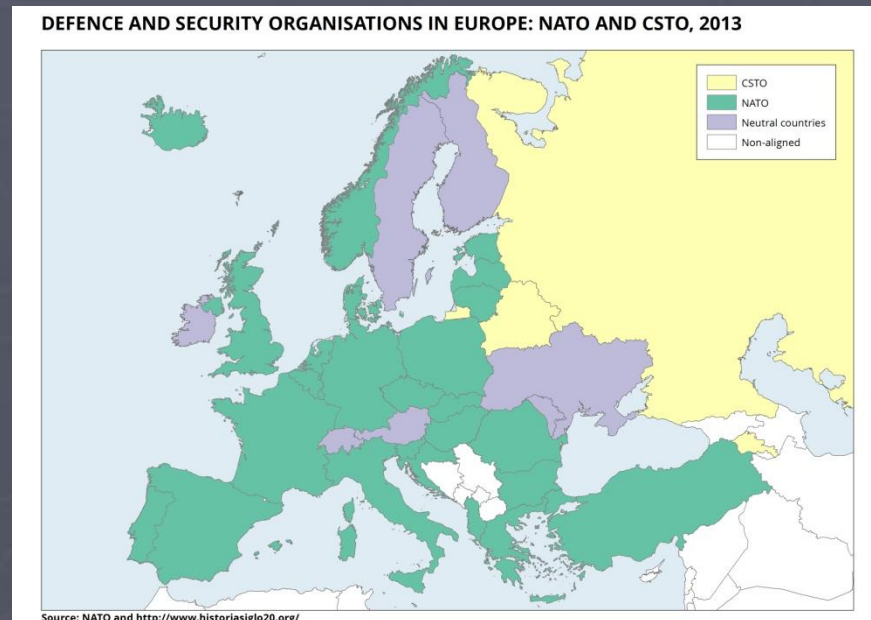 DEFENCE AND SECURITY ORGANISATIONS IN EUROPE: NATO AND CSTO, 2013
CSTO
NATO
Neutral countries
Non-aligned
Source: NATO and http://www.historiasiglo20.org/